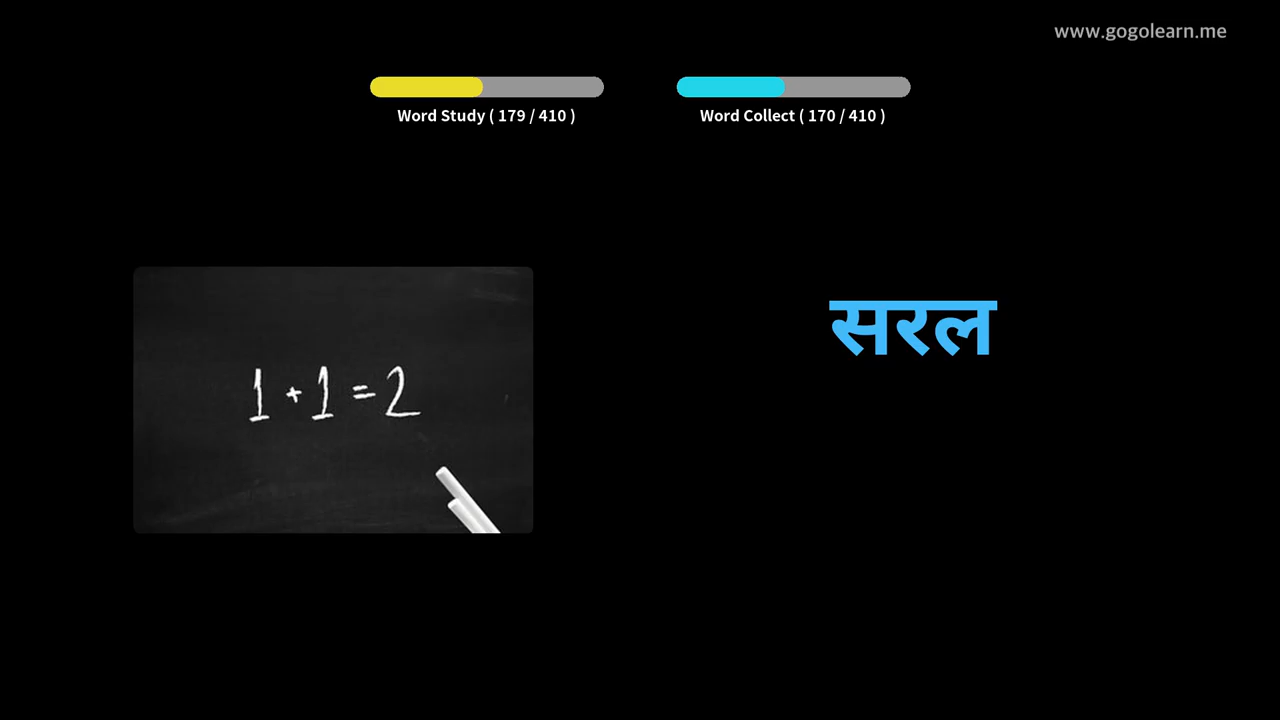 www.gogolearn.me
Word Study ( 179 / 410 )
Word Collect ( 170 / 410 )
सरल
1 + 1 = 2